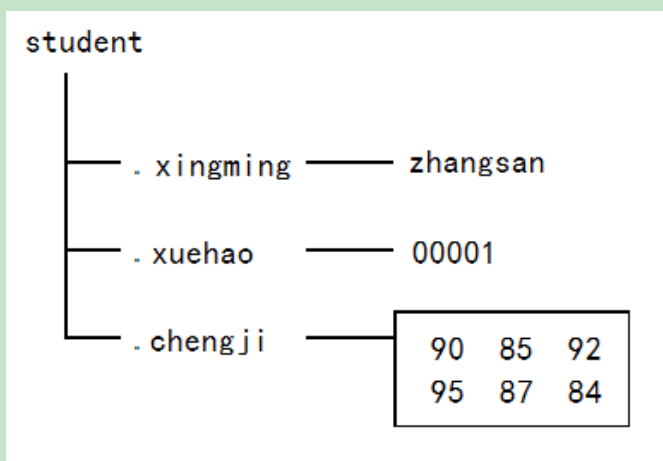 student
. xingming zhangsan
. xuehao 00001
. chengji 90 85 92
95 87 84